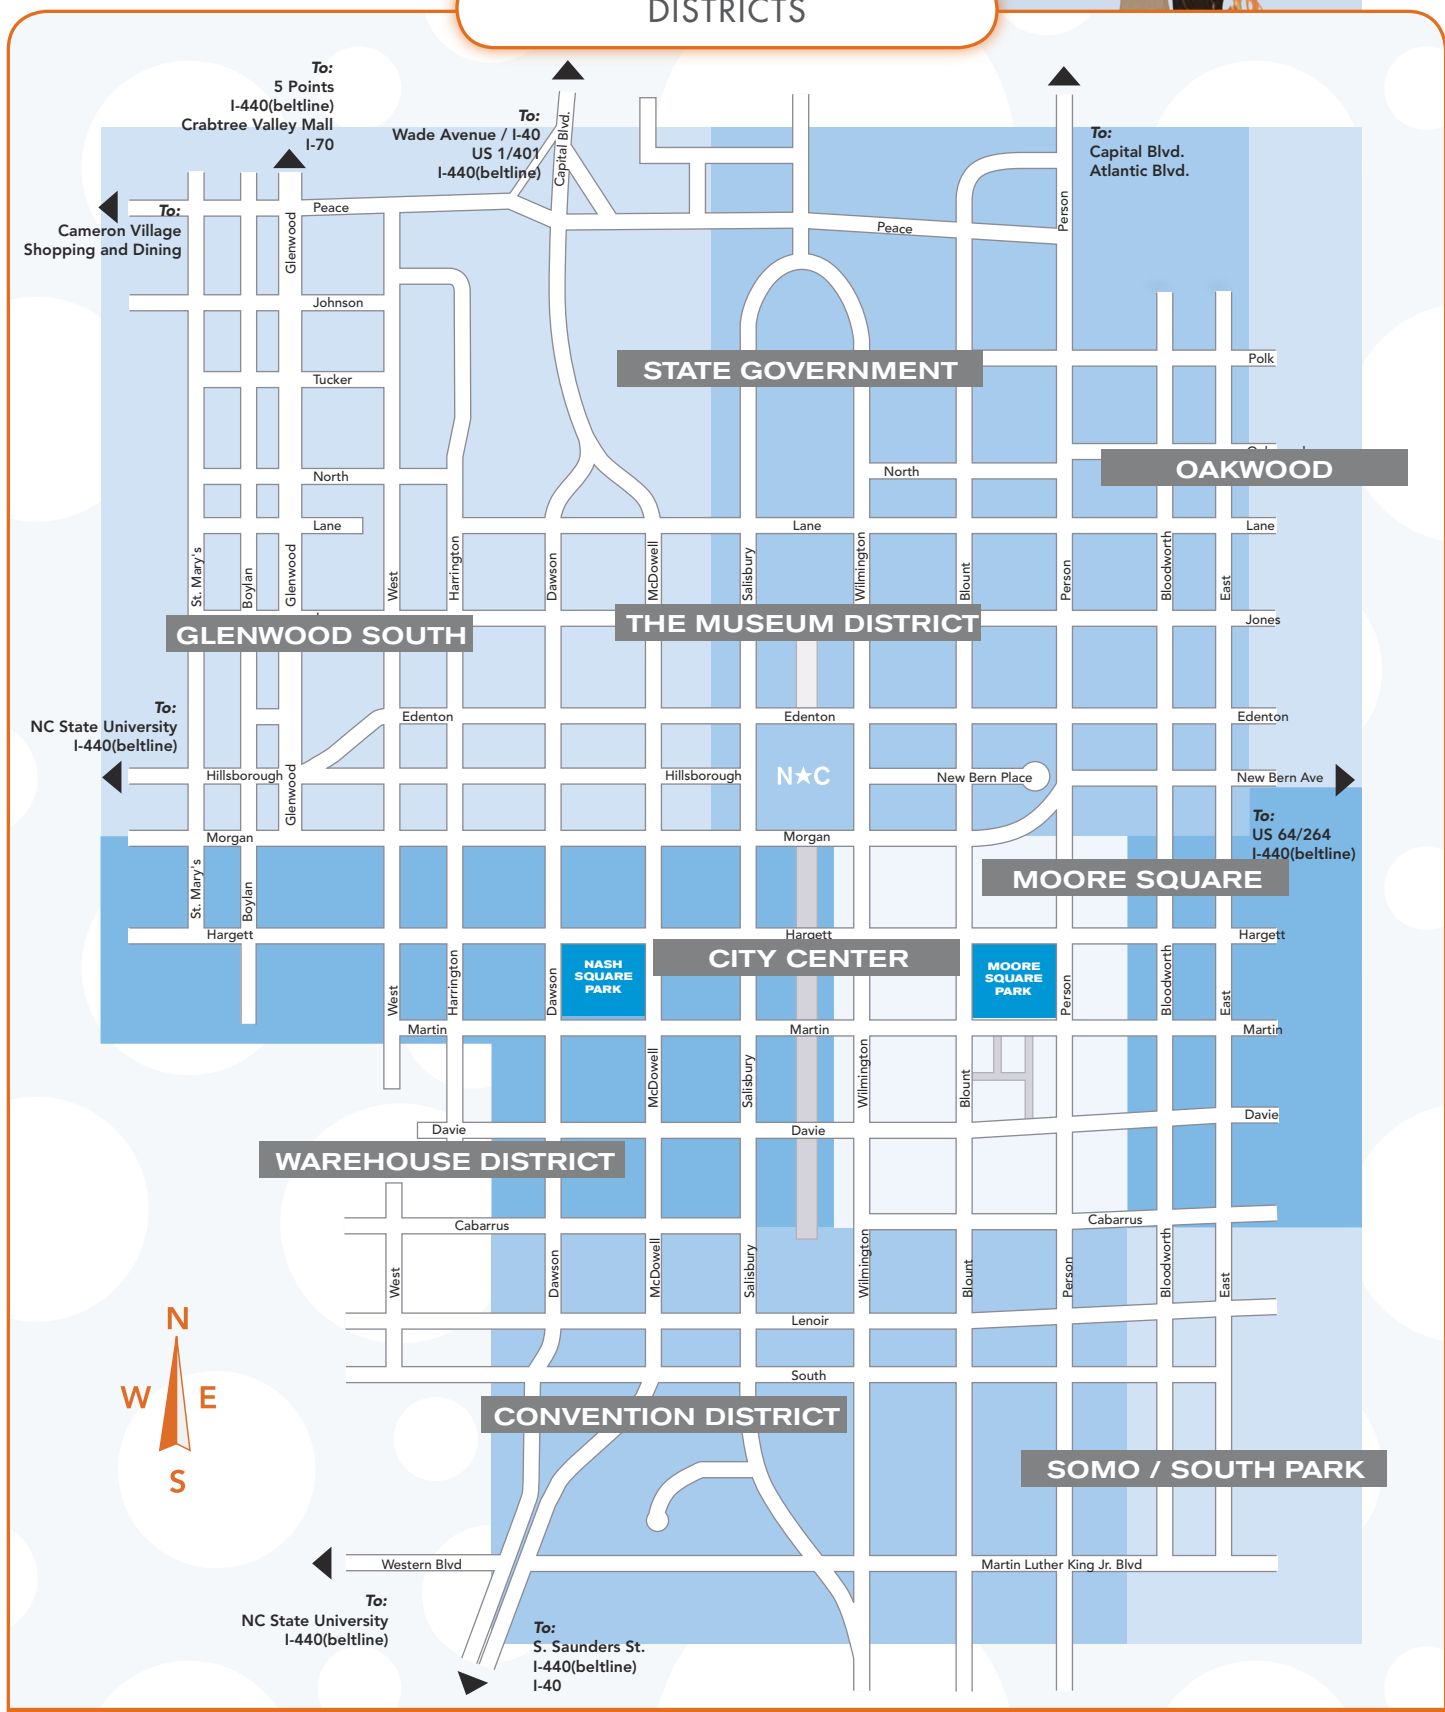 DISTRICTS
To:
5 Points
I-440(beltline)
Crabtree Valley Mall
I-70
To:
Wade Avenue / I-40
US 1/401
I-440(beltline)
Capital Blvd.
To:
Capital Blvd.
Atlantic Blvd.
To:
Cameron Village
Shopping and Dining
Peace
Glenwood
Peace
Person
Johnson
STATE GOVERNMENT
Polk
Tucker
North
North
OAKWOOD
Lane
Lane
Lane
St. Mary's
Boylan
Glenwood
West
Harrington
Dawson
McDowell
Salisbury
Wilmington
Blount
Person
Bloodworth
East
GLENWOOD SOUTH
THE MUSEUM DISTRICT
Jones
To:
NC State University
I-440(beltline)
Edenton
Edenton
Edenton
Hillsborough
Glenwood
Hillsborough
N★C
New Bern Place
New Bern Ave
To:
US 64/264
I-440(beltline)
Morgan
Morgan
St. Mary's
Boylan
MOORE SQUARE
Hargett
Hargett
Hargett
CITY CENTER
NASH
SQUARE
PARK
MOORE
SQUARE
PARK
West
Harrington
Dawson
Person
Bloodworth
East
Martin
Martin
Martin
McDowell
Salisbury
Wilmington
Blount
Davie
Davie
Davie
WAREHOUSE DISTRICT
Cabarrus
Cabarrus
West
Dawson
McDowell
Salisbury
Wilmington
Blount
Person
Bloodworth
East
Lenoir
South
N
W E
S
CONVENTION DISTRICT
SOMO / SOUTH PARK
Western Blvd
Martin Luther King Jr. Blvd
To:
NC State University
I-440(beltline)
To:
S. Saunders St.
I-440(beltline)
I-40